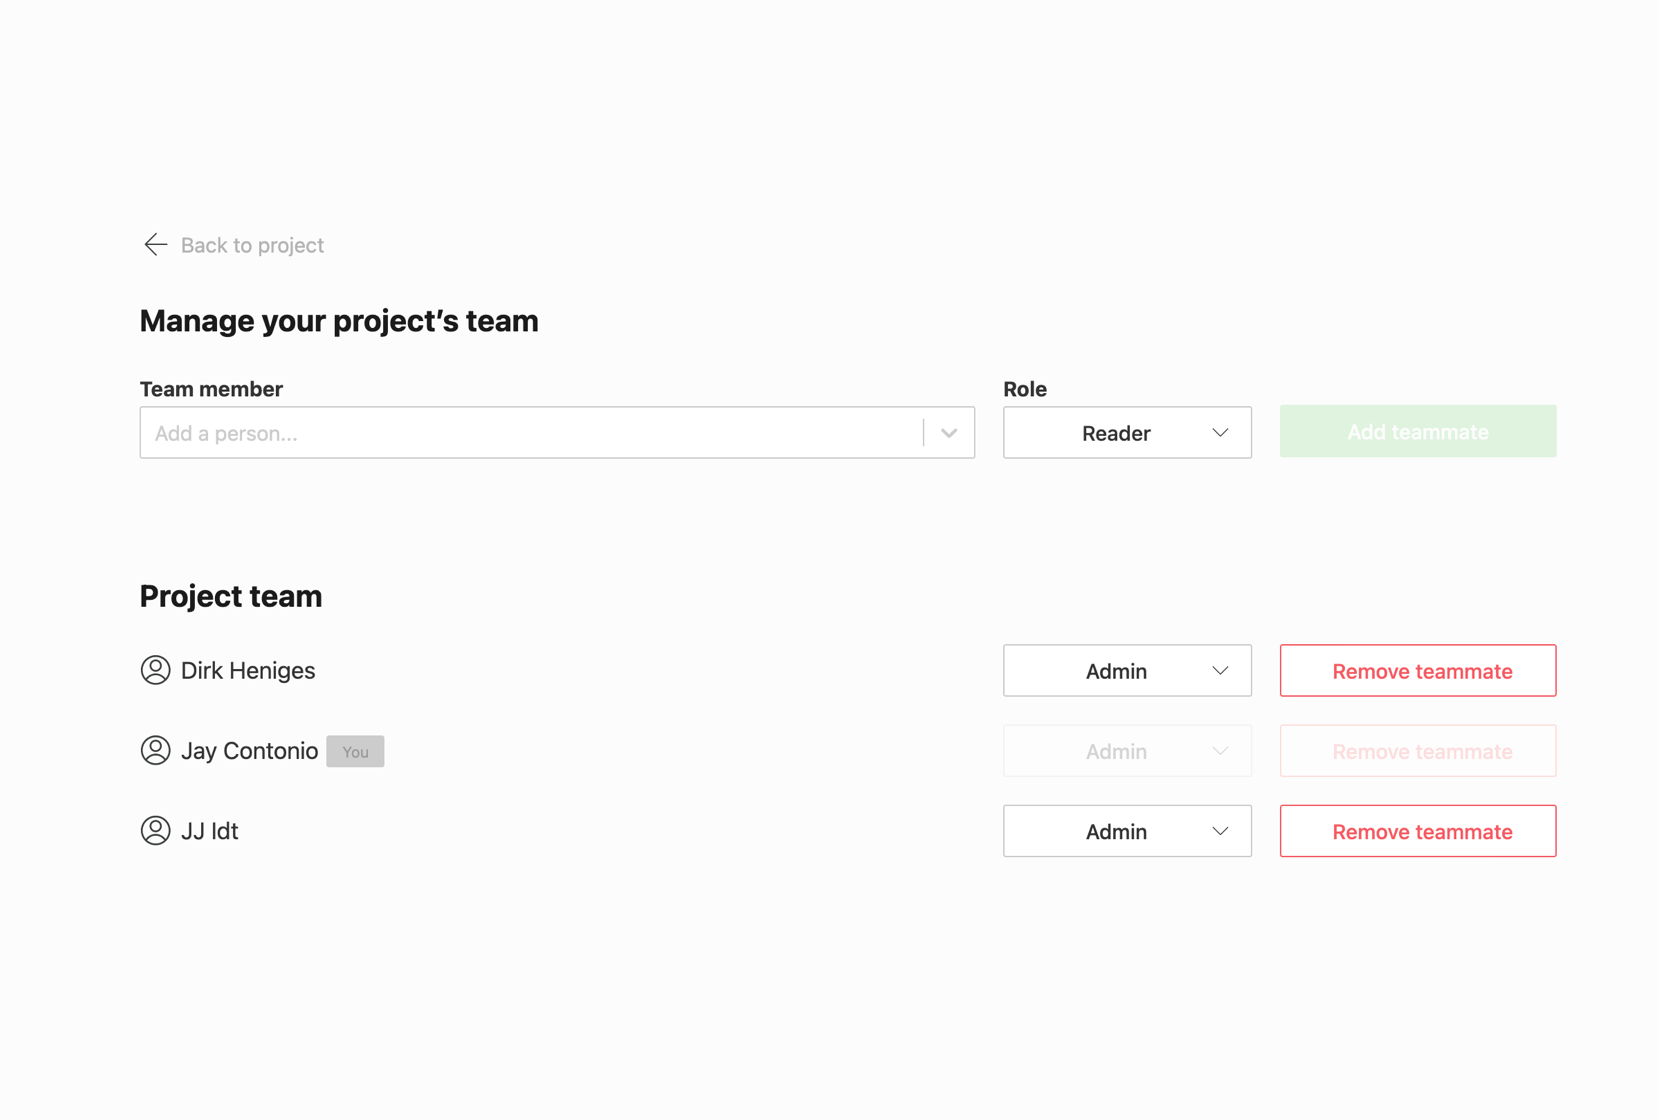 Back to project
Manage your project’s team
Team member
Role
Add a person...
Reader
Add teammate
Project team
Dirk Heniges
Admin
Remove teammate
Jay Contonio You
Admin
Remove teammate
JJ Idt
Admin
Remove teammate